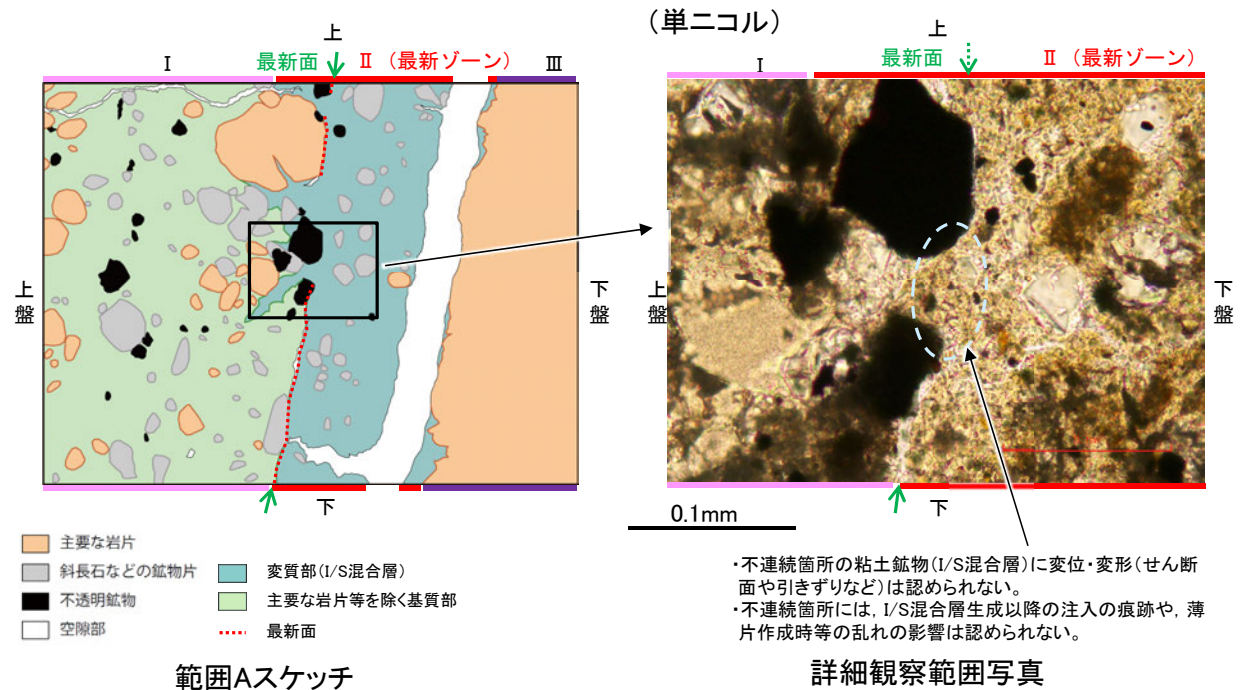 （単ニコル）
上
Ⅰ
最新面
Ⅱ （最新ゾーン）
Ⅲ
上盤
下盤
下
主要な岩片
斜長石などの鉱物片
不透明鉱物
空隙部
変質部(I/S混合層)
主要な岩片等を除く基質部
最新面
範囲Aスケッチ
上
Ⅰ
最新面
Ⅱ （最新ゾーン）
上盤
下盤
下
0.1mm
・不連続箇所の粘土鉱物(I/S混合層)に変位・変形(せん断
面や引きずりなど)は認められない。
・不連続箇所には，I/S混合層生成以降の注入の痕跡や，薄
片作成時等の乱れの影響は認められない。
詳細観察範囲写真